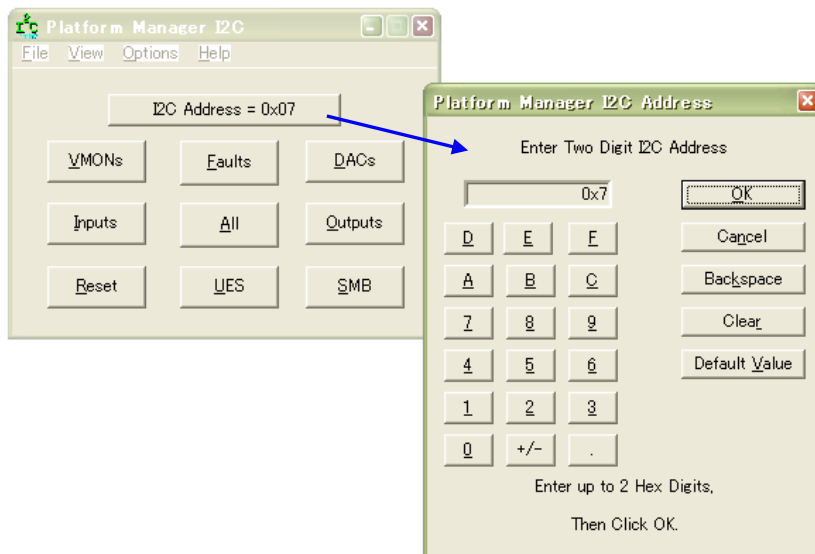 I²C
Platform Manager I2C
File View Options Help
I2C Address = 0x07
VMONs Faults DACs
Inputs All Outputs
Reset UES SMB
Platform Manager I2C Address
Enter Two Digit I2C Address
0x7 OK
D E F Cancel
A B C Backspace
7 8 9 Clear
4 5 6 Default Value
1 2 3
0 +/- .
Enter up to 2 Hex Digits,
Then Click OK.